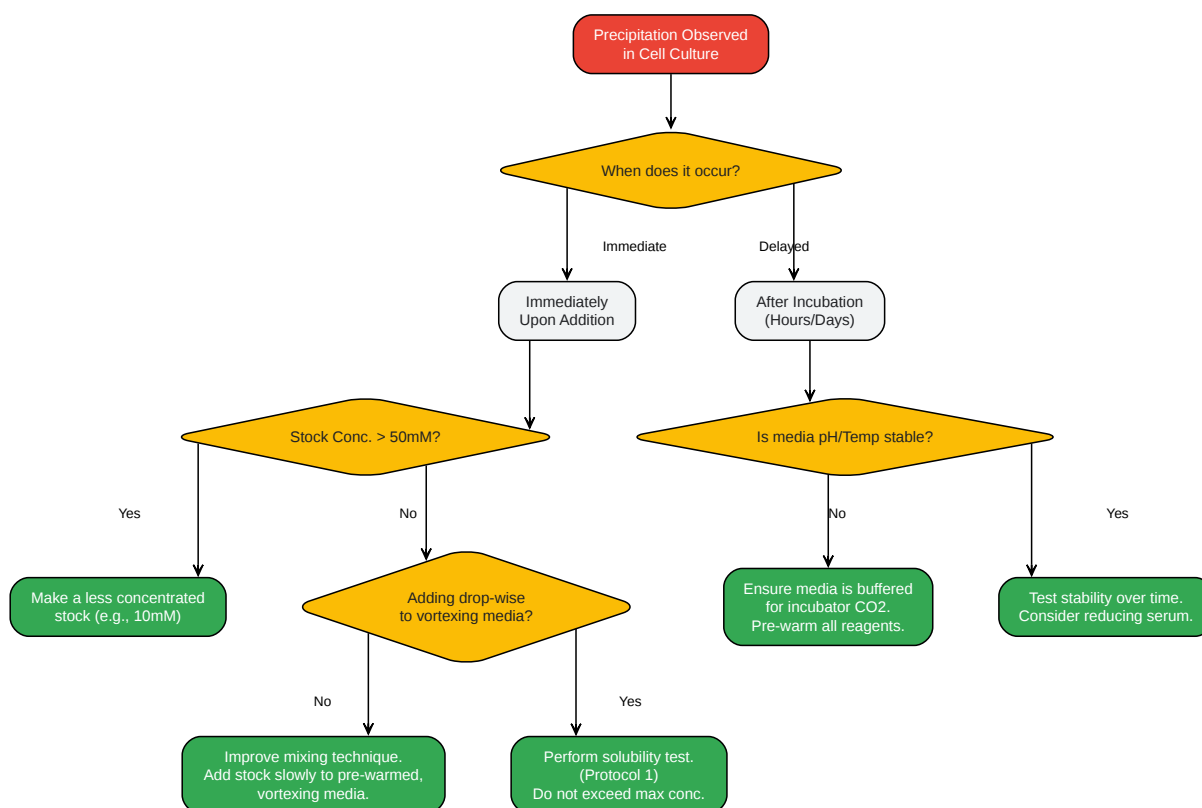 Precipitation Observed
in Cell Culture
When does it occur?
Immediate
Delayed
Immediately
Upon Addition
After Incubation
(Hours/Days)
Stock Conc. > 50mM?
Is media pH/Temp stable?
Yes
No
No
Yes
Make a less concentrated
stock (e.g., 10mM)
Adding drop-wise
to vortexing media?
Ensure media is buffered
for incubator CO2.
Pre-warm all reagents.
Test stability over time.
Consider reducing serum.
No
Yes
Improve mixing technique.
Add stock slowly to pre-warmed,
vortexing media.
Perform solubility test.
(Protocol 1)
Do not exceed max conc.